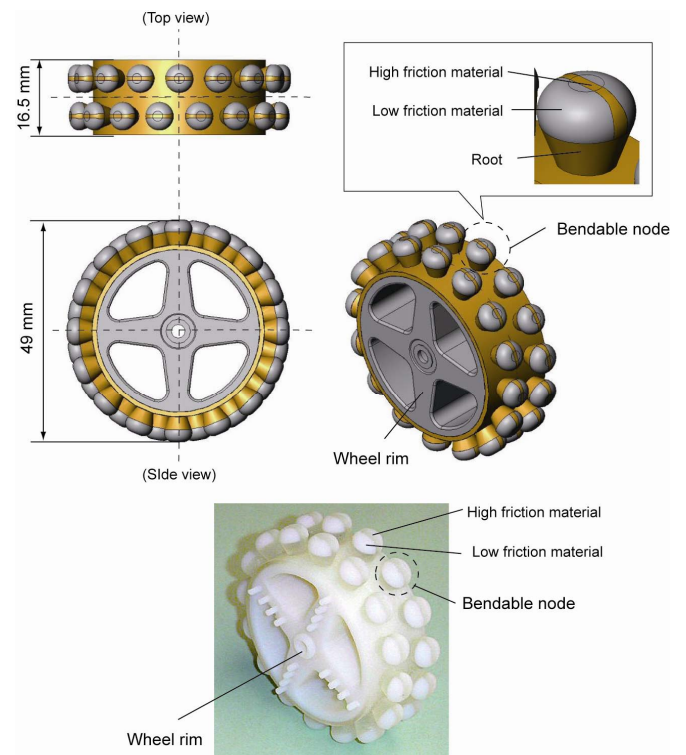 (Top view)
16.5 mm
High friction material
Low friction material
Root
Bendable node
49 mm
Wheel rim
(SIde view)
High friction material
Low friction material
Bendable node
Wheel rim